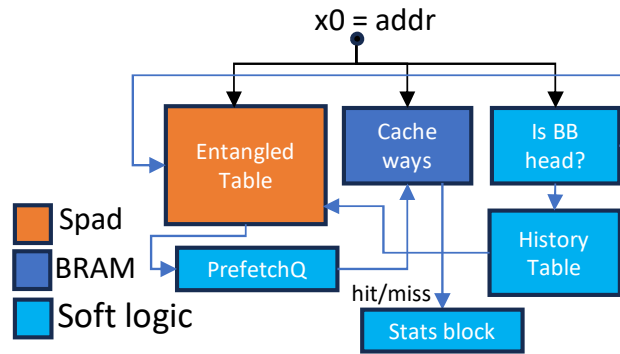 x0 = addr
Entangled
Table
Cache
ways
Is BB
head?
Spad
BRAM
Soft logic
PrefetchQ
History
Table
hit/miss
Stats block